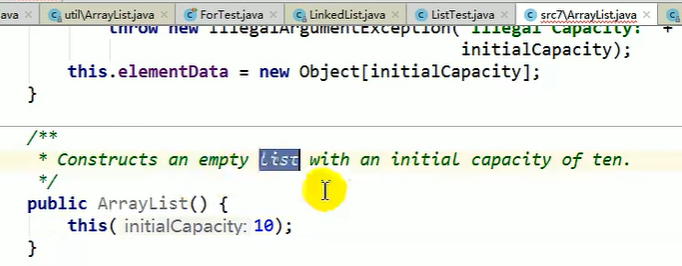 ava × util\ArrayList.java × ForTest.java × LinkedList.java × ListTest.java × src7\ArrayList.java ×
throw new IllegalArgumentException("Illegal Capacity: " +
initialCapacity);
this.elementData = new Object[initialCapacity];
}
/**
* Constructs an empty list with an initial capacity of ten.
*/
public ArrayList() {
this( initialCapacity: 10);
}